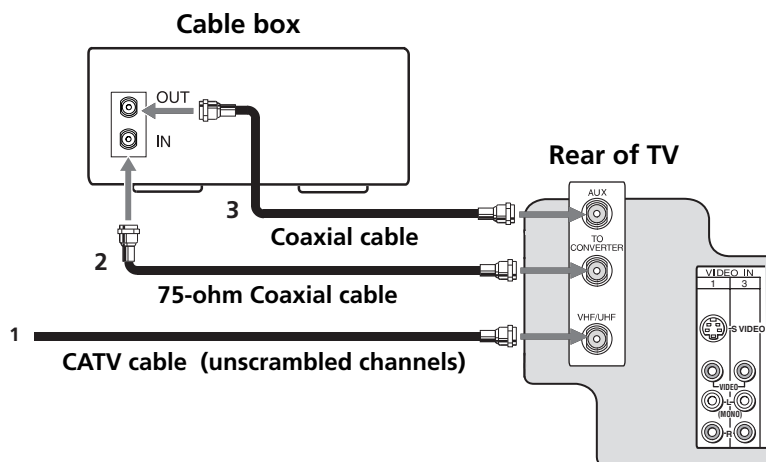 Cable box
OUT
IN
Rear of TV
AUX
3
Coaxial cable
TO
CONVERTER
2
75-ohm Coaxial cable
VIDEO IN
1 3
VHF/UHF
S VIDEO
1
CATV cable (unscrambled channels)
VIDEO
L
(MONO)
R